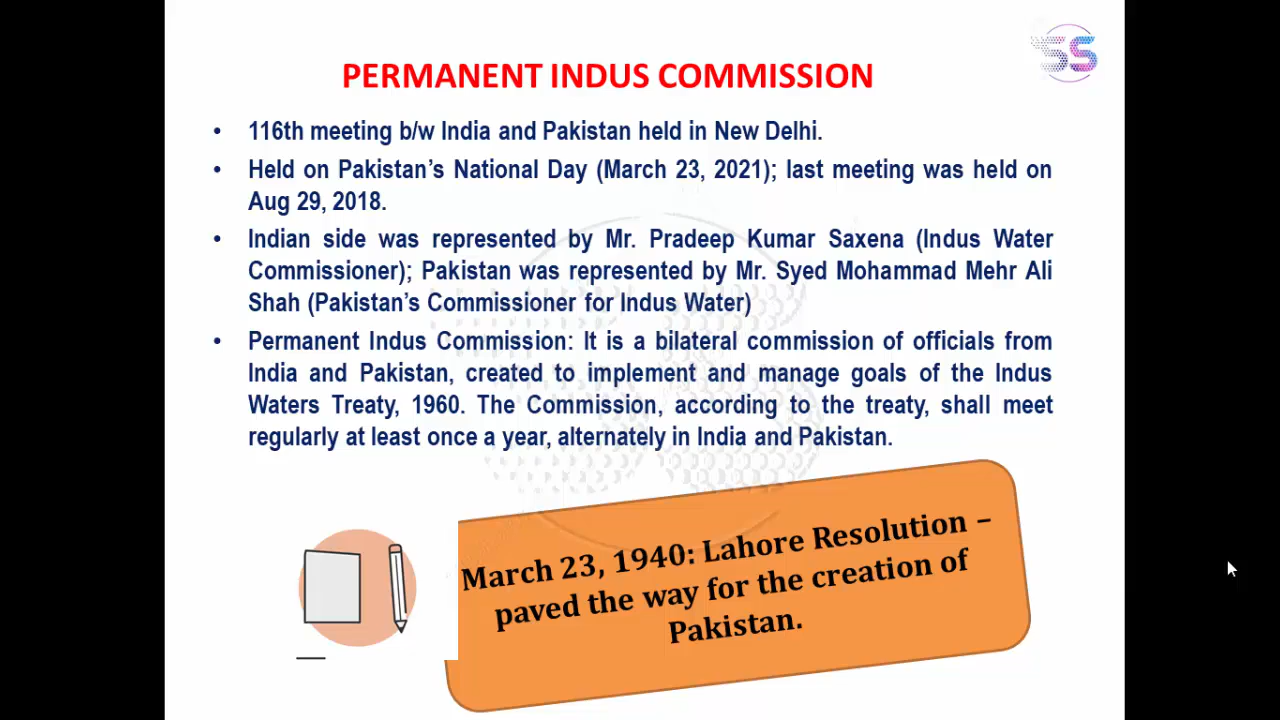 SS
PERMANENT INDUS COMMISSION
• 116th meeting b/w India and Pakistan held in New Delhi.
• Held on Pakistan’s National Day (March 23, 2021); last meeting was held on
Aug 29, 2018.
• Indian side was represented by Mr. Pradeep Kumar Saxena (Indus Water
Commissioner); Pakistan was represented by Mr. Syed Mohammad Mehr Ali
Shah (Pakistan’s Commissioner for Indus Water)
• Permanent Indus Commission: It is a bilateral commission of officials from
India and Pakistan, created to implement and manage goals of the Indus
Waters Treaty, 1960. The Commission, according to the treaty, shall meet
regularly at least once a year, alternately in India and Pakistan.
March 23, 1940: Lahore Resolution –
paved the way for the creation of
Pakistan.